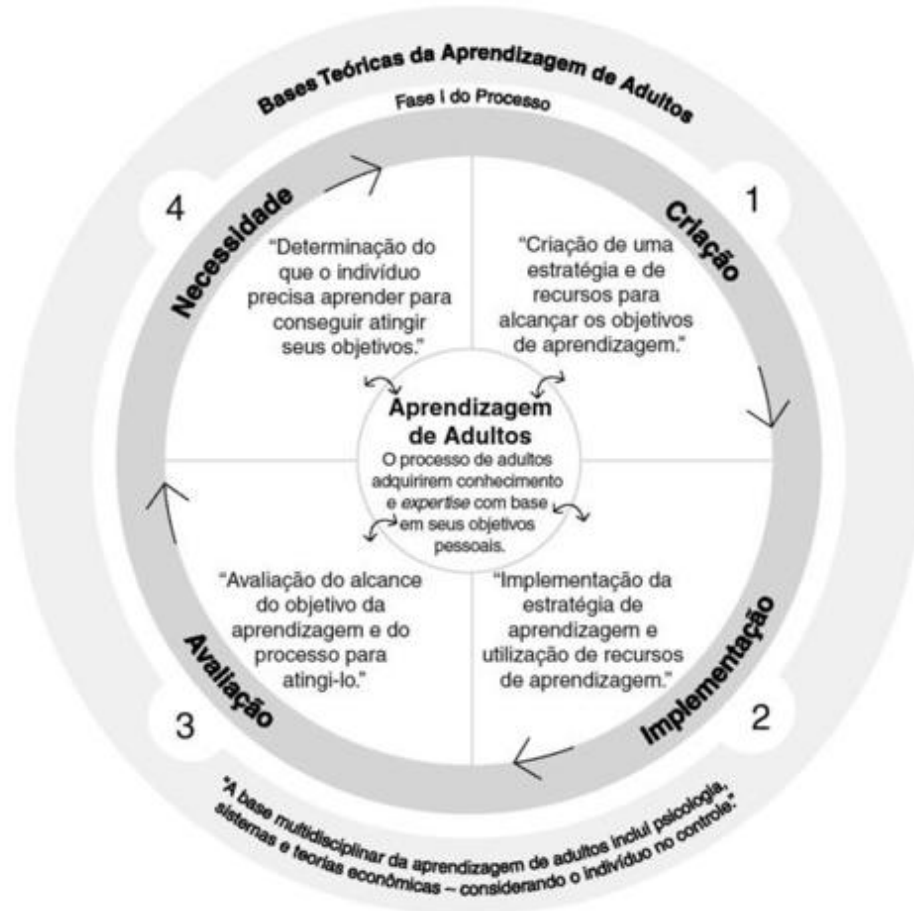 Bases Teóricas da Aprendizagem de Adultos
Fase I do Processo
4
1
Necessidade
Criação
“Determinação do
que o indivíduo
precisa aprender para
conseguir atingir
seus objetivos.”
“Criação de uma
estratégia e de
recursos para
alcançar os objetivos
de aprendizagem.”
Aprendizagem
de Adultos
O processo de adultos
adquirirem conhecimento
e expertise com base
em seus objetivos
pessoais.
“Avaliação do alcance
do objetivo da
aprendizagem e do
processo para
atingi-lo.”
“Implementação da
estratégia de
aprendizagem e
utilização de recursos
de aprendizagem.”
Avaliação
Implementação
3
2
“A base multidisciplinar da aprendizagem de adultos inclui psicologia,
sistemas e teorias econômicas – considerando o indivíduo no controle.”